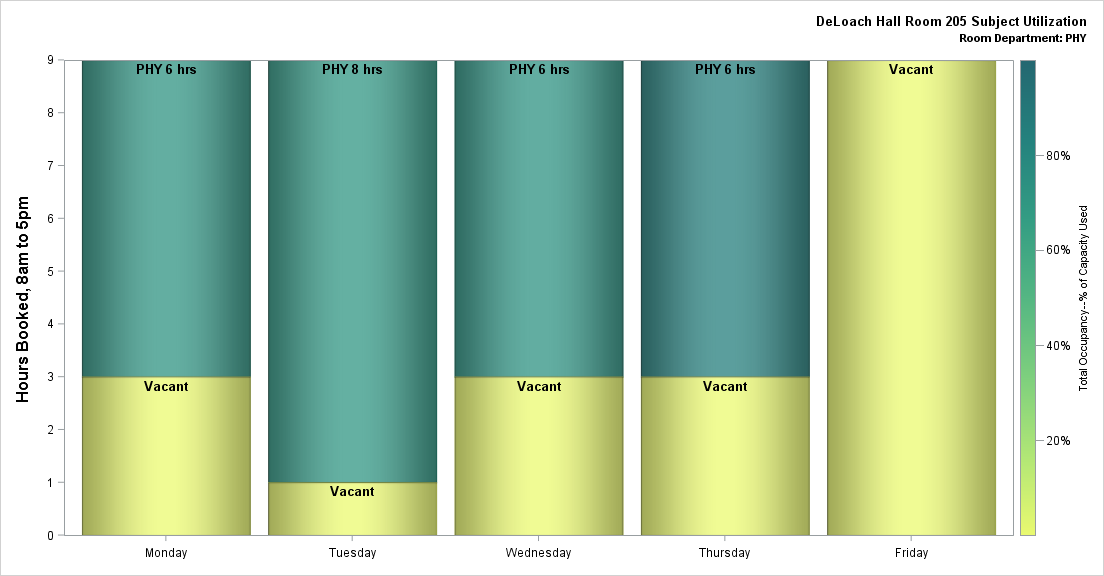 DeLoach Hall Room 205 Subject Utilization
Room Department: PHY
Hours Booked, 8am to 5pm
9
8
7
6
5
4
3
2
1
0
PHY 6 hrs
PHY 8 hrs
PHY 6 hrs
PHY 6 hrs
Vacant
Vacant
Vacant
Vacant
Vacant
Monday
Tuesday
Wednesday
Thursday
Friday
80%
60%
40%
20%
Total Occupancy--% of Capacity Used